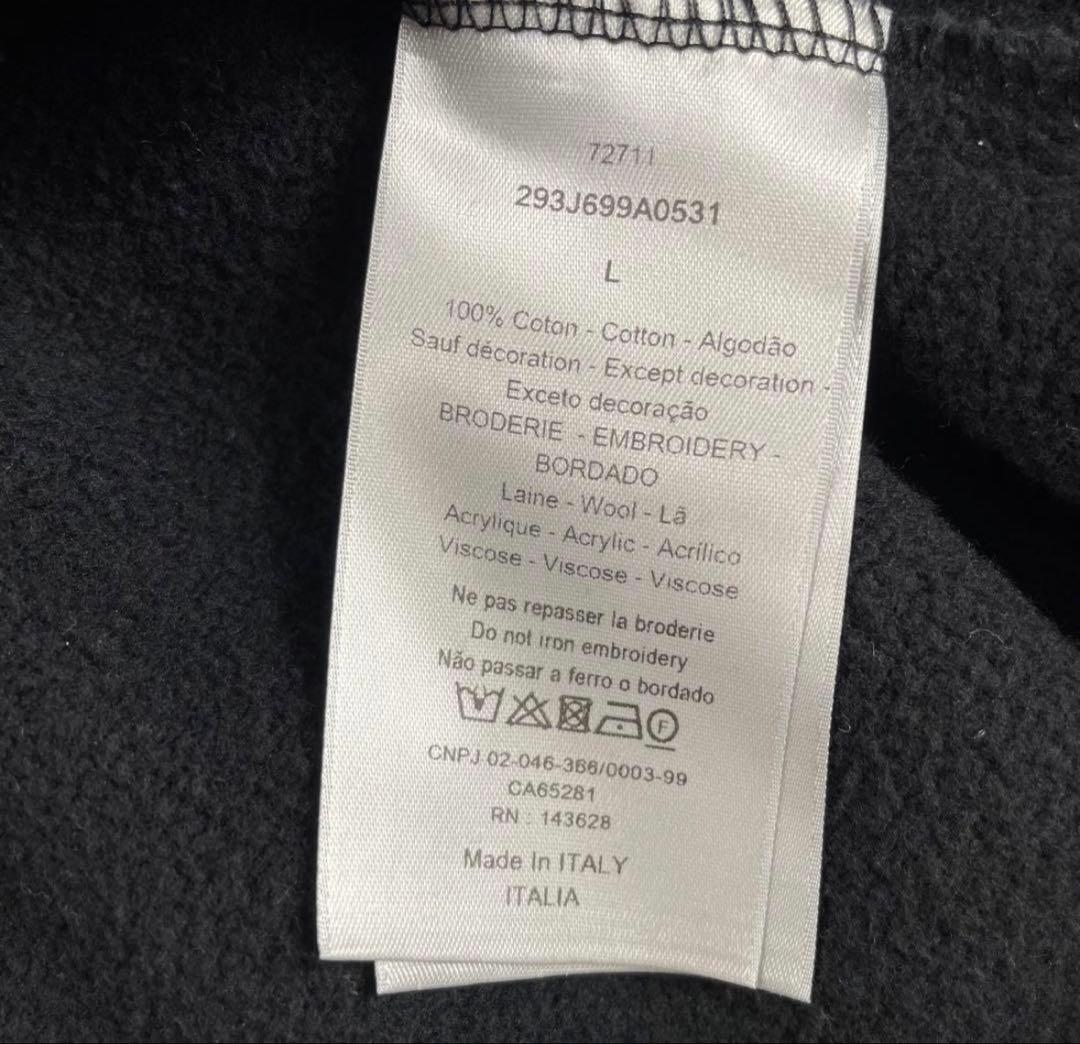 72711
293J699A0531
L
100% Coton - Cotton - Algodão
Sauf décoration - Except decoration -
Exceto decoração
BRODERIE - EMBROIDERY -
BORDADO
Laine - Wool - Lã
Acrylique - Acrylic - Acrílico
Viscose - Viscose - Viscose
Ne pas repasser la broderie
Do not iron embroidery
Não passar a ferro o bordado
F
CNPJ 02-046-366/0003-99
CA65281
RN : 143628
Made In ITALY
ITALIA